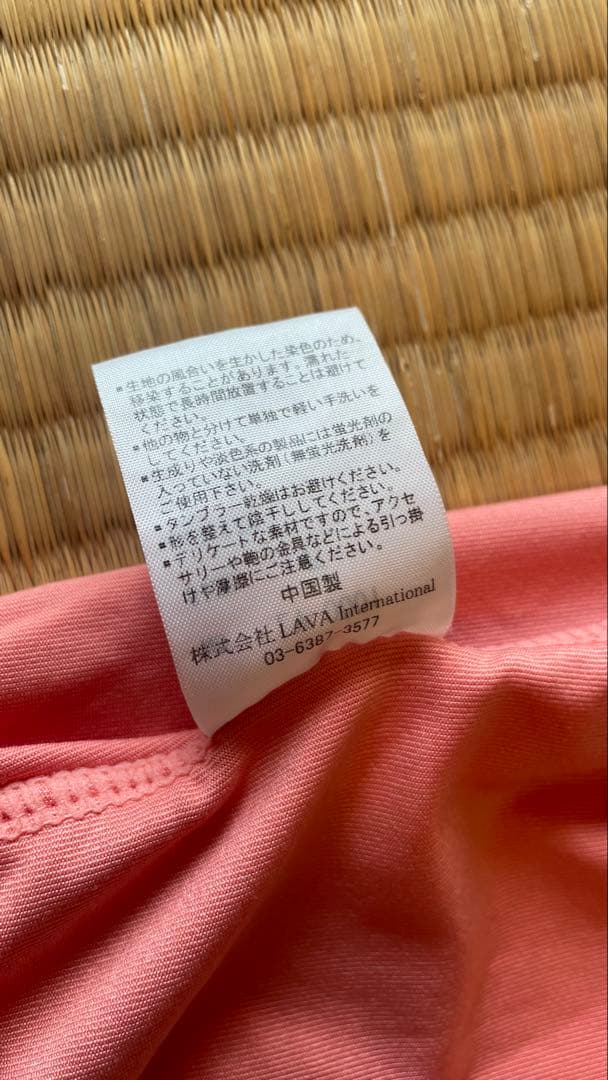 ■生地の風合いを生かした染色のため、
移染することがあります。濡れた
状態で長時間放置することは避けて
ください。
■他の物と分けて単独で軽い手洗いを
してください。
■生成りや淡色系の製品には蛍光剤の
入っていない洗剤（無蛍光洗剤）を
ご使用下さい。
■タンブラー乾燥はお避けください。
■形を整えて陰干ししてください。
■デリケートな素材ですので、アクセ
サリーや鞄の金具などによる引っ掛
けや摩擦にご注意ください。
中国製
株式会社 LAVA International
03-6387-3577